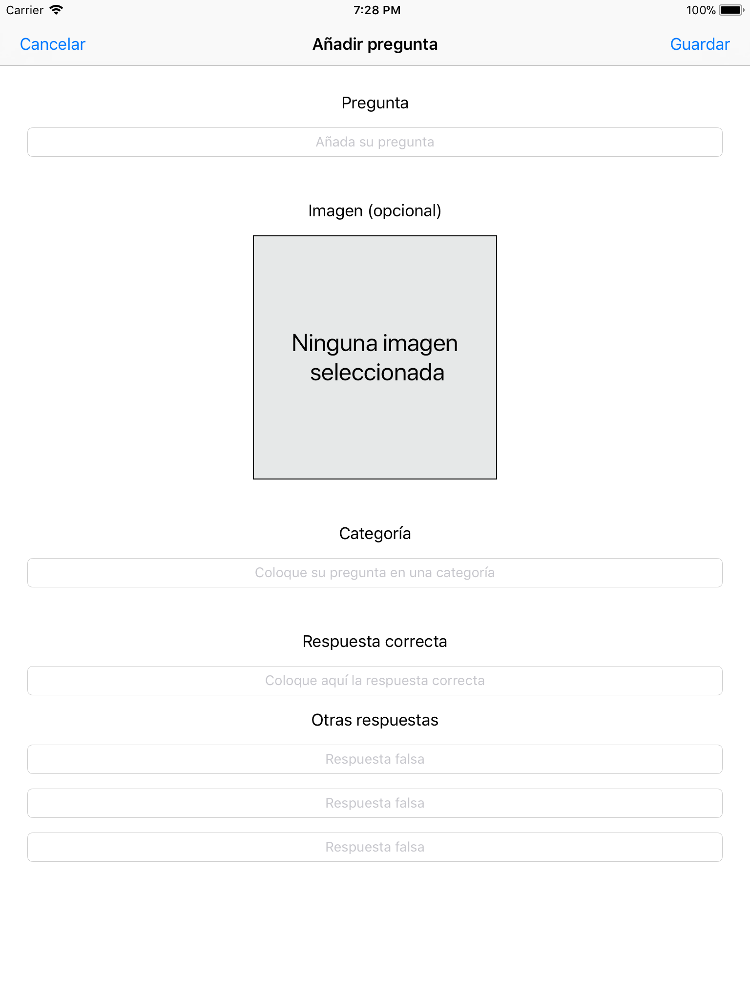 Carrier 7:28 PM 100%
Cancelar Añadir pregunta Guardar
Pregunta
Añada su pregunta
Imagen (opcional)
Ninguna imagen
seleccionada
Categoría
Coloque su pregunta en una categoría
Respuesta correcta
Coloque aquí la respuesta correcta
Otras respuestas
Respuesta falsa
Respuesta falsa
Respuesta falsa